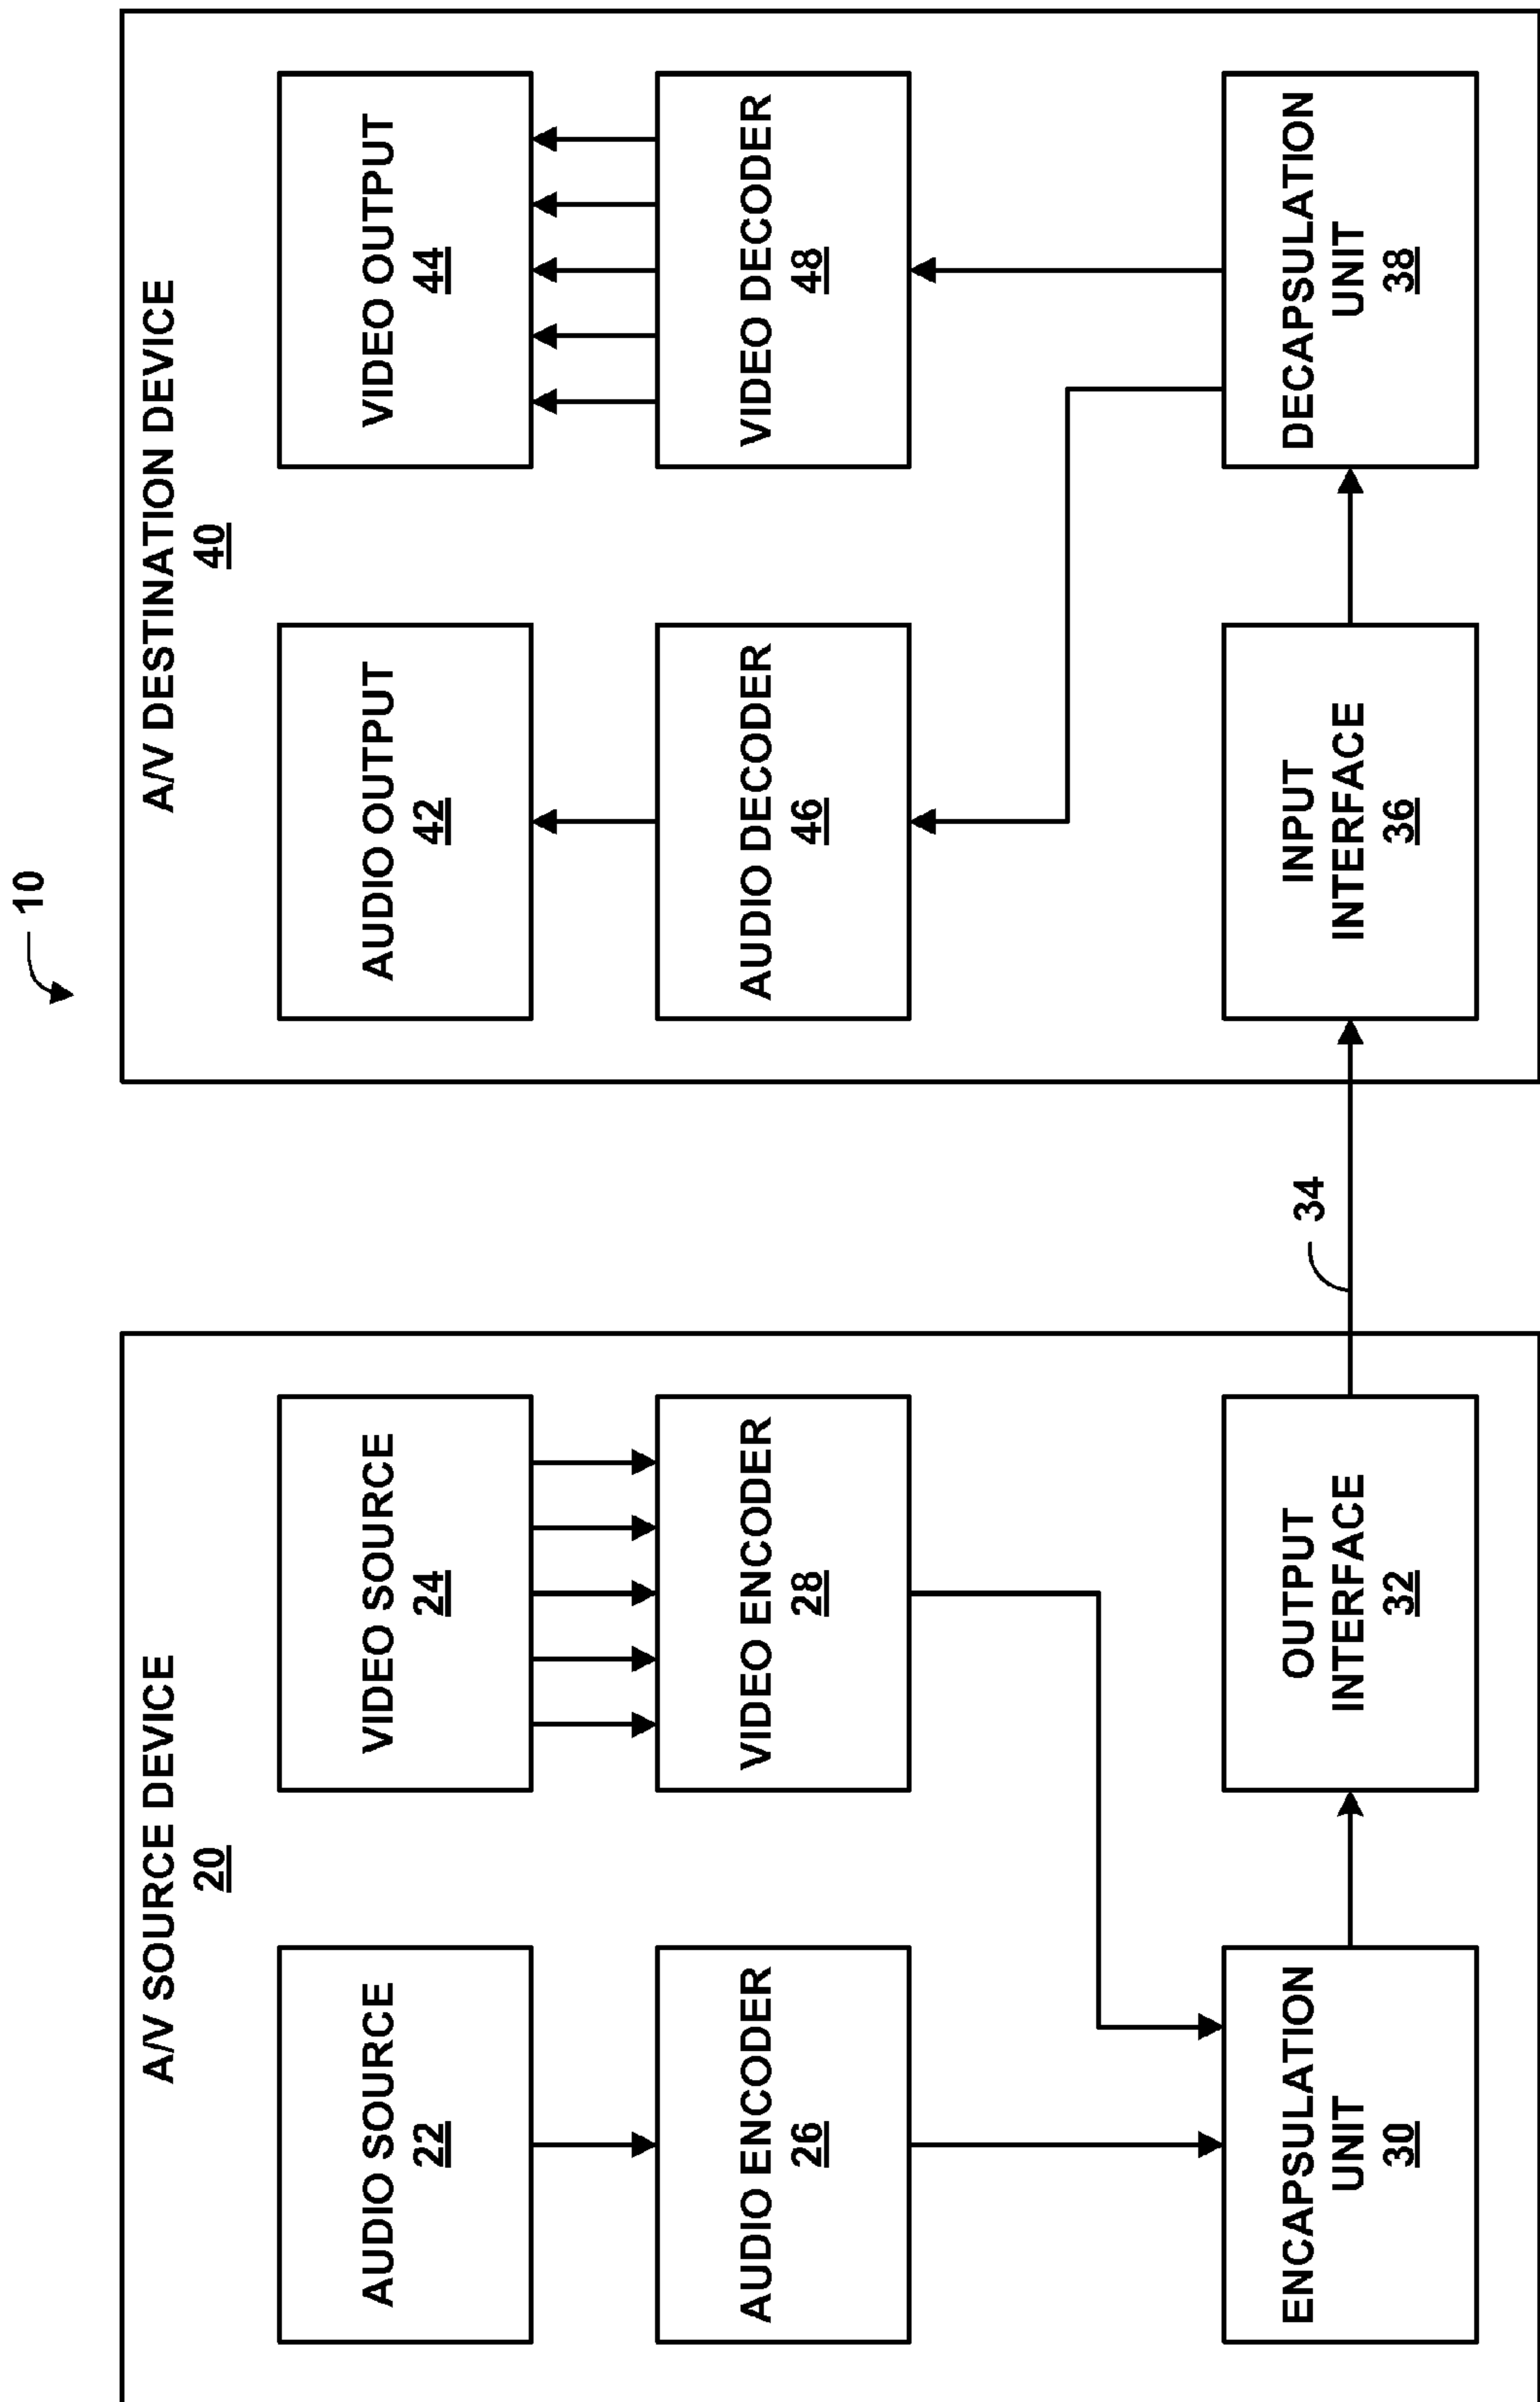 10
A/V SOURCE DEVICE
20
AUDIO SOURCE
22
VIDEO SOURCE
24
AUDIO ENCODER
26
VIDEO ENCODER
28
ENCAPSULATION
UNIT
30
OUTPUT
INTERFACE
32
34
A/V DESTINATION DEVICE
40
AUDIO OUTPUT
42
VIDEO OUTPUT
44
AUDIO DECODER
46
VIDEO DECODER
48
INPUT
INTERFACE
36
DECAPSULATION
UNIT
38